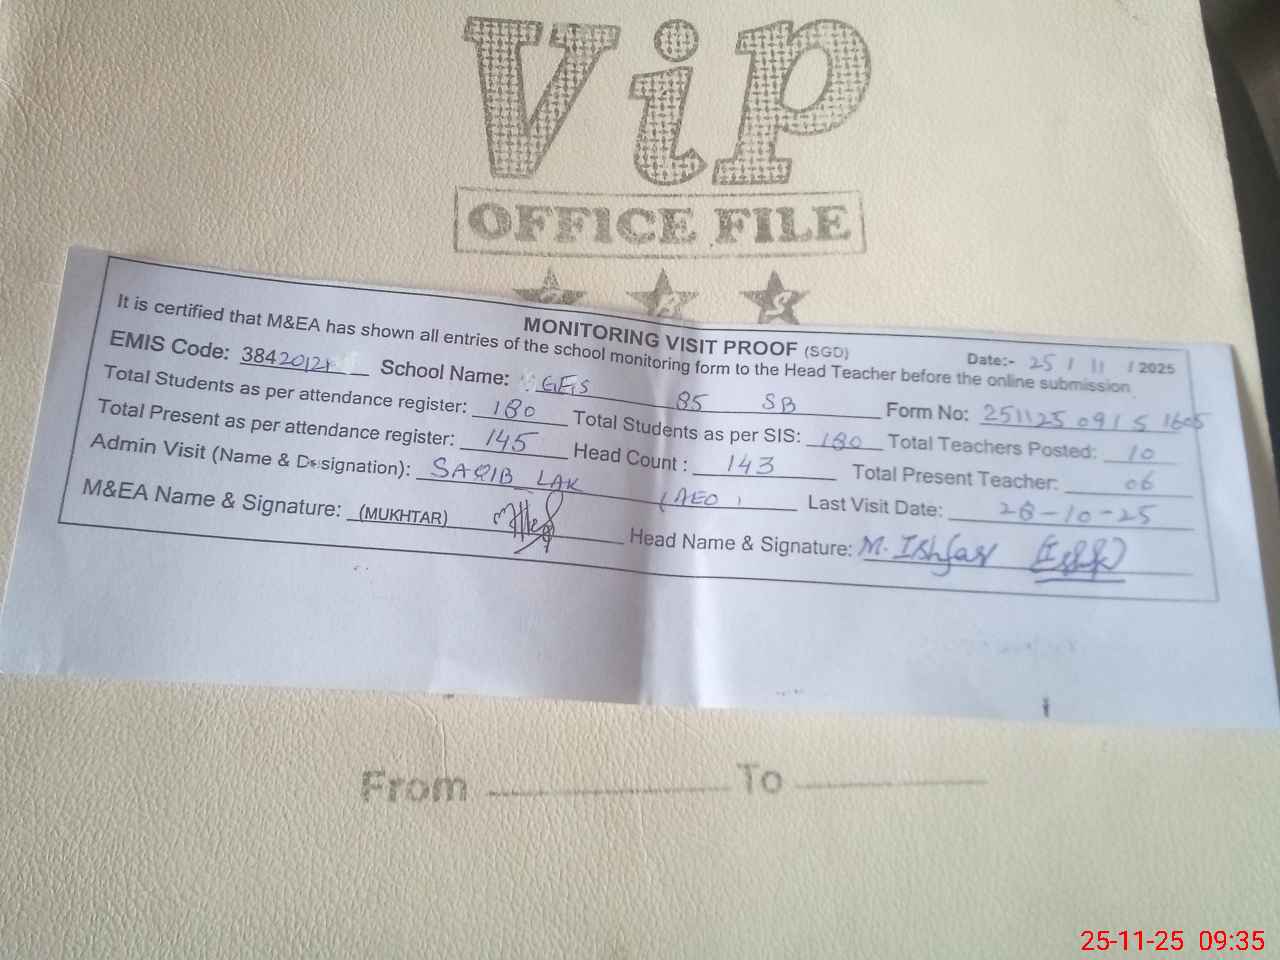 Vip
OFFICE FILE
MONITORING VISIT PROOF (SGD)
Date:- 25 / 11 / 2025
It is certified that M&EA has shown all entries of the school monitoring form to the Head Teacher before the online submission
EMIS Code: School Name: GES 85 SB Form No: 251125 0915 1605
Total Students as per attendance register: 180 Total Students as per SIS: 180 Total Teachers Posted: 10
Total Present as per attendance register: 145 Head Count : 143 Total Present Teacher: 06
Admin Visit (Name & Designation): SAQIB LAK (AEO) Last Visit Date: 28-10-25
M&EA Name & Signature: (MUKHTAR) Head Name & Signature: M. Ishfaq
From To
25-11-25 09:35